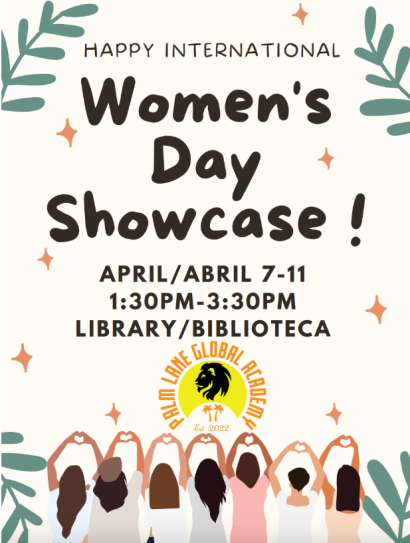 HAPPY INTERNATIONAL
Women's
Day
Showcase !
APRIL/ABRIL 7-11
1:30PM-3:30PM
LIBRARY/BIBLIOTECA
PALM LANE GLOBAL ACADEMY
Est. 2022